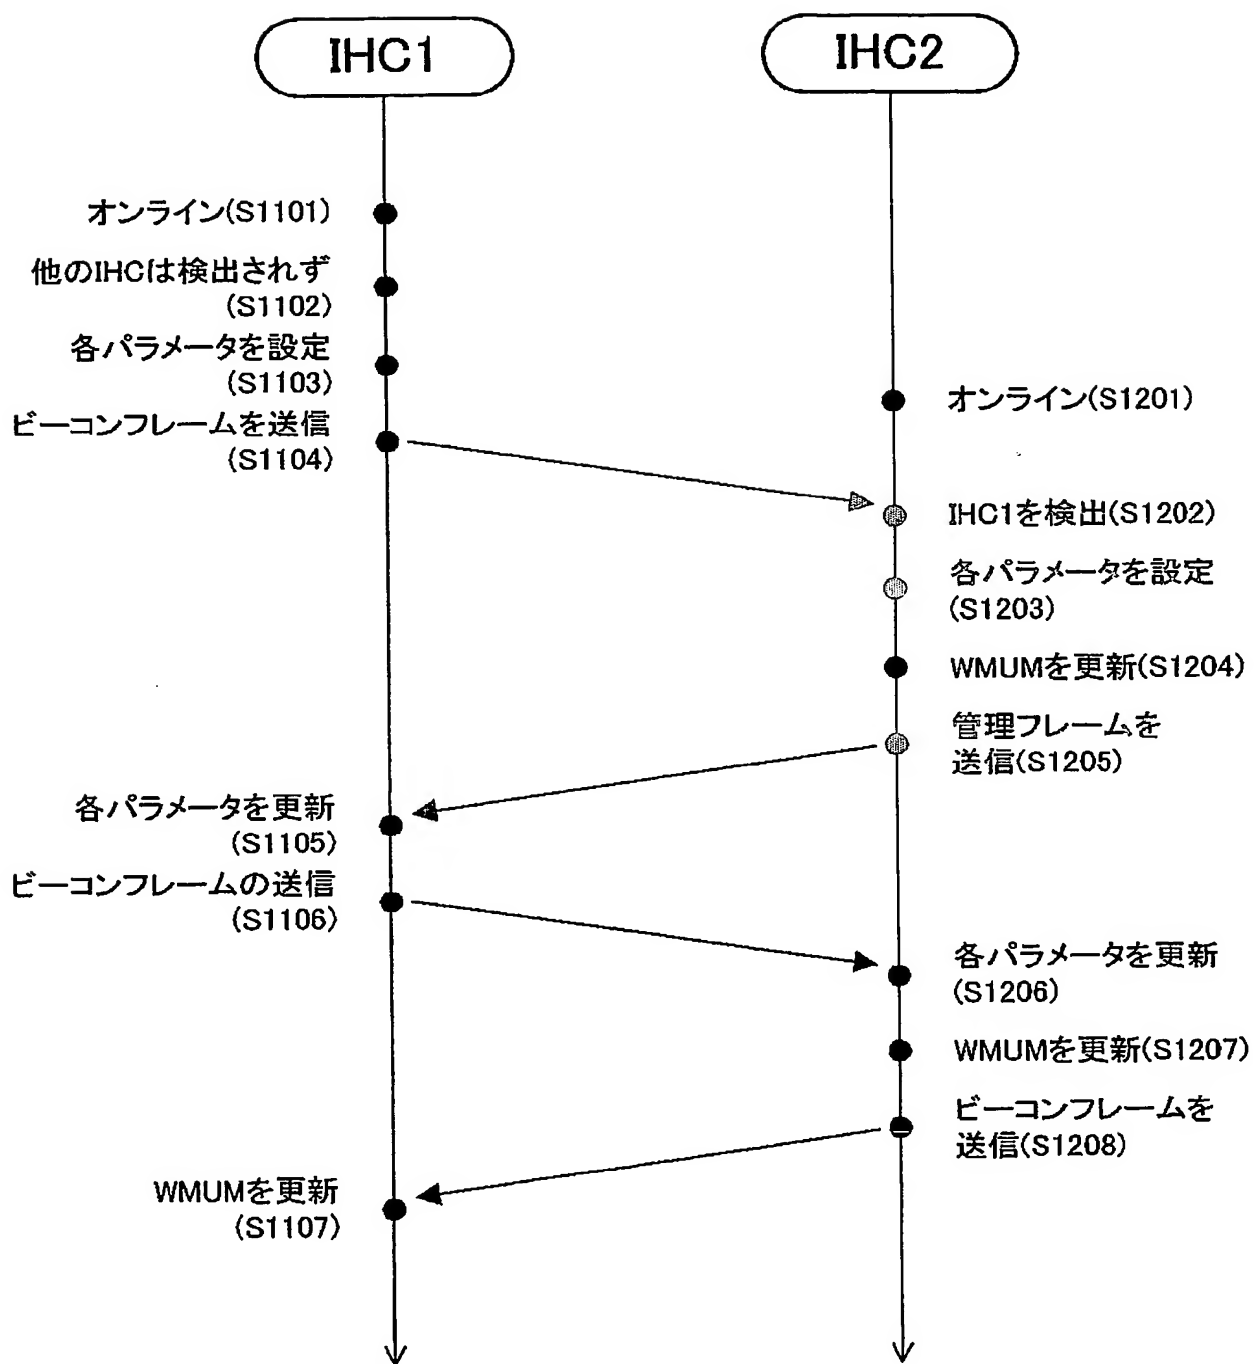 IHC1
IHC2
オンライン(S1101)
他のIHCは検出されず
(S1102)
各パラメータを設定
(S1103)
ビーコンフレームを送信
(S1104)
オンライン(S1201)
IHC1を検出(S1202)
各パラメータを設定
(S1203)
WMUMを更新(S1204)
管理フレームを
送信(S1205)
各パラメータを更新
(S1105)
ビーコンフレームの送信
(S1106)
各パラメータを更新
(S1206)
WMUMを更新(S1207)
ビーコンフレームを
送信(S1208)
WMUMを更新
(S1107)